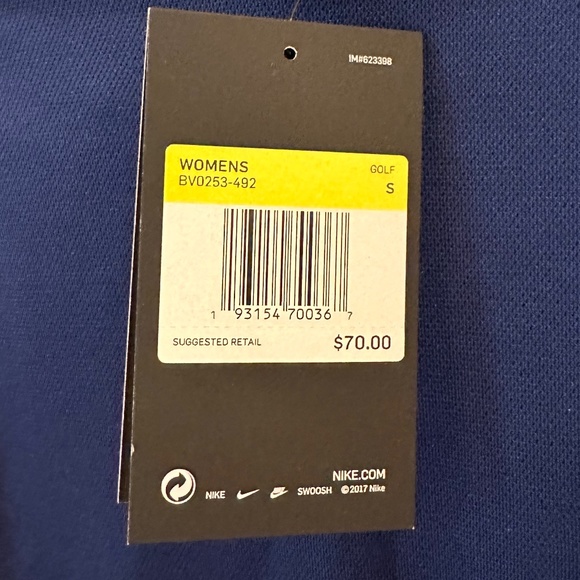 IM#623398
WOMENS GOLF
BV0253-492 S
1 93154 70036 7
SUGGESTED RETAIL $70.00
NIKE.COM
NIKE SWOOSH ©2017 Nike